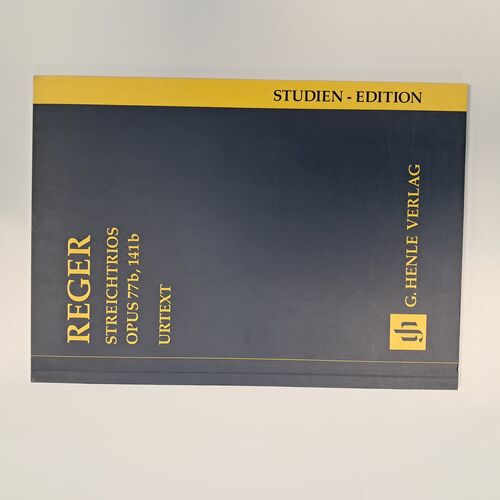 STUDIEN - EDITION
REGER
STREICHTRIOS
OPUS 77b, 141b
URTEXT
G. HENLE VERLAG